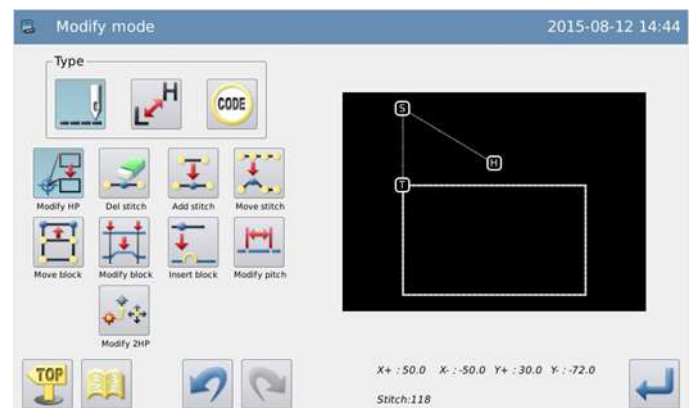 Modify mode 2015-08-12 14:44
Type
L H CODE
Modify HP Del stitch Add stitch Move stitch
Move block Modify block Insert block Modify pitch
Modify 2HP
S
H
T
X+ : 50.0 X- : -50.0 Y+ : 30.0 Y- : -72.0
Stitch:118
TOP